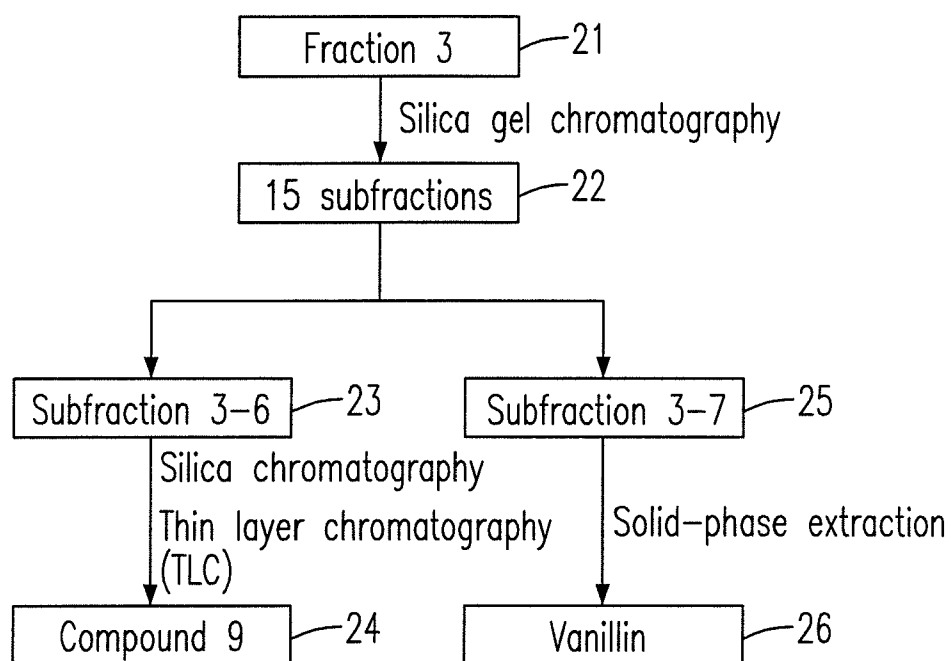 Fraction 3
21
Silica gel chromatography
15 subfractions
22
Subfraction 3-6
23
Subfraction 3-7
25
Silica chromatography
Thin layer chromatography
(TLC)
Solid-phase extraction
Compound 9
24
Vanillin
26